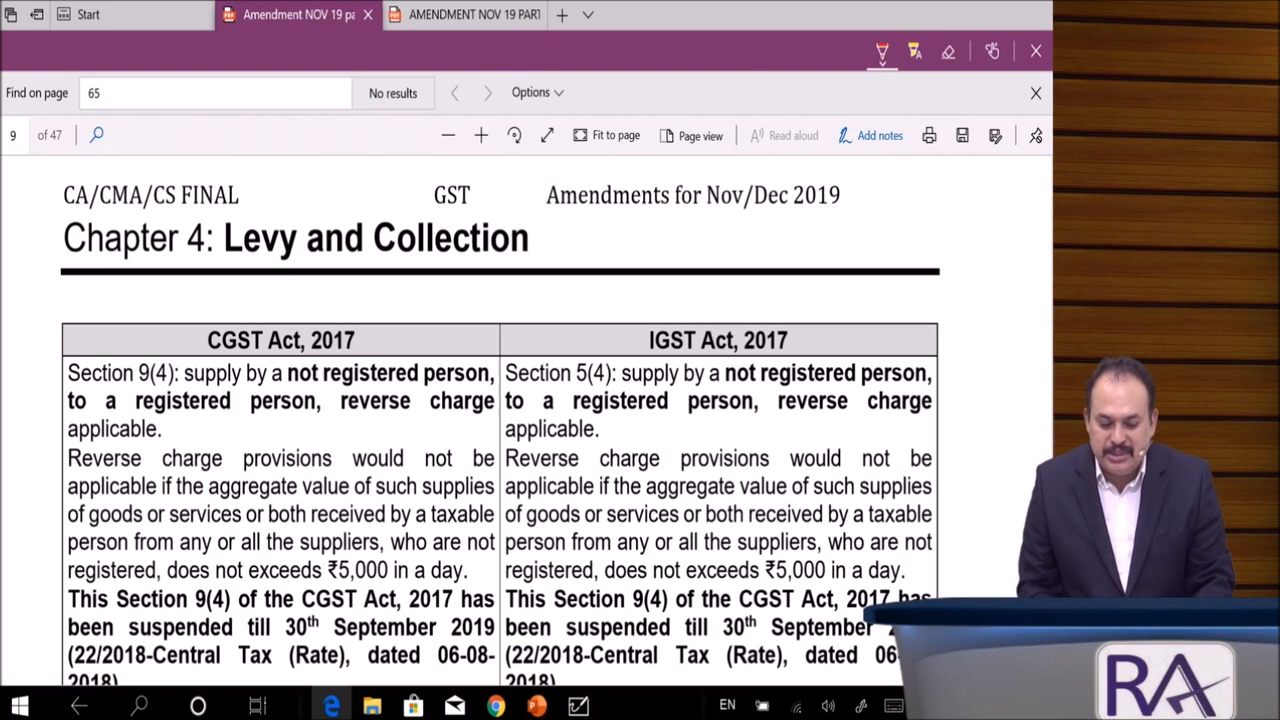 Start
Amendment NOV 19 pa
AMENDMENT NOV 19 PART
Find on page
65
No results
Options
9 of 47
Fit to page
Page view
Read aloud
Add notes
CA/CMA/CS FINAL GST Amendments for Nov/Dec 2019
Chapter 4: Levy and Collection
CGST Act, 2017
Section 9(4): supply by a not registered person,
to a registered person, reverse charge
applicable.
Reverse charge provisions would not be
applicable if the aggregate value of such supplies
of goods or services or both received by a taxable
person from any or all the suppliers, who are not
registered, does not exceeds ₹5,000 in a day.
This Section 9(4) of the CGST Act, 2017 has
been suspended till 30th September 2019
(22/2018-Central Tax (Rate), dated 06-08-
2018)
IGST Act, 2017
Section 5(4): supply by a not registered person,
to a registered person, reverse charge
applicable.
Reverse charge provisions would not be
applicable if the aggregate value of such supplies
of goods or services or both received by a taxable
person from any or all the suppliers, who are not
registered, does not exceeds ₹5,000 in a day.
This Section 9(4) of the CGST Act, 2017 has
been suspended till 30th September
(22/2018-Central Tax (Rate), dated 06-
2018)
RA
EN